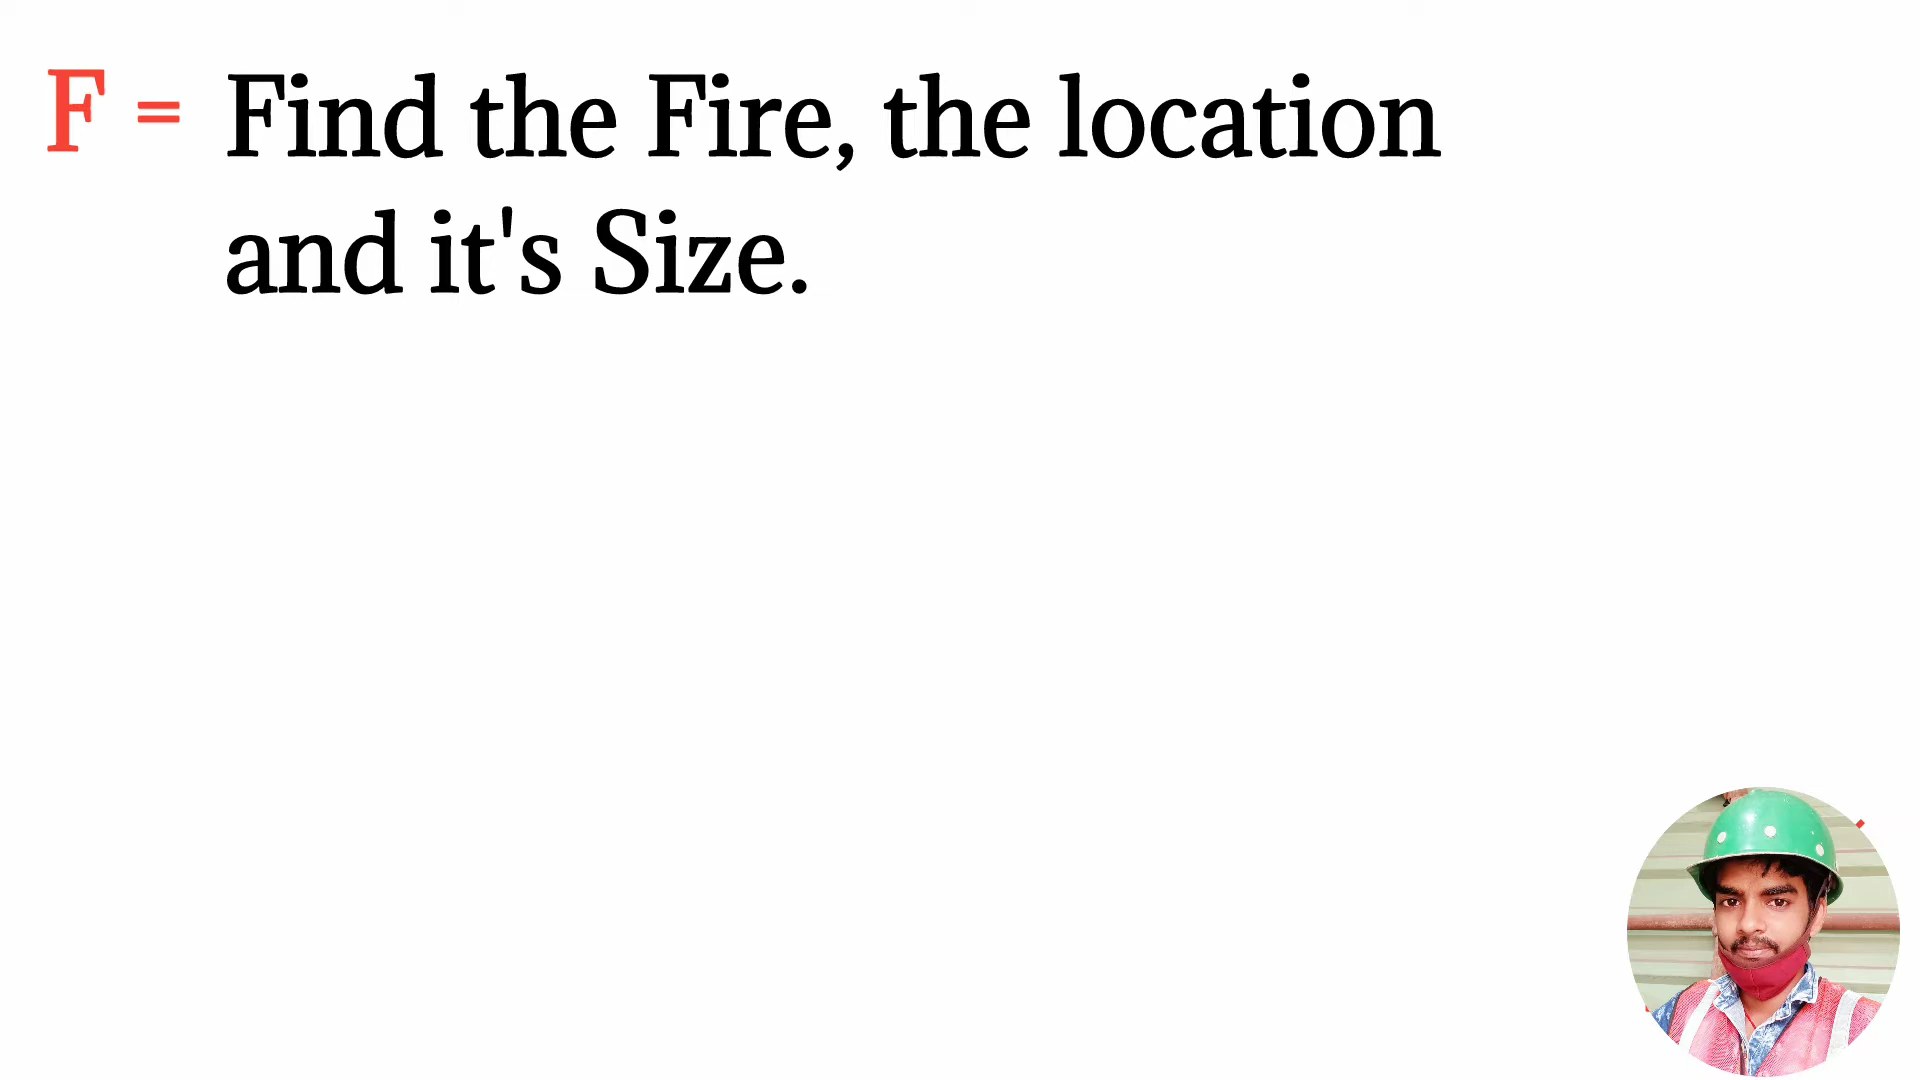 F = Find the Fire, the location
and it's Size.